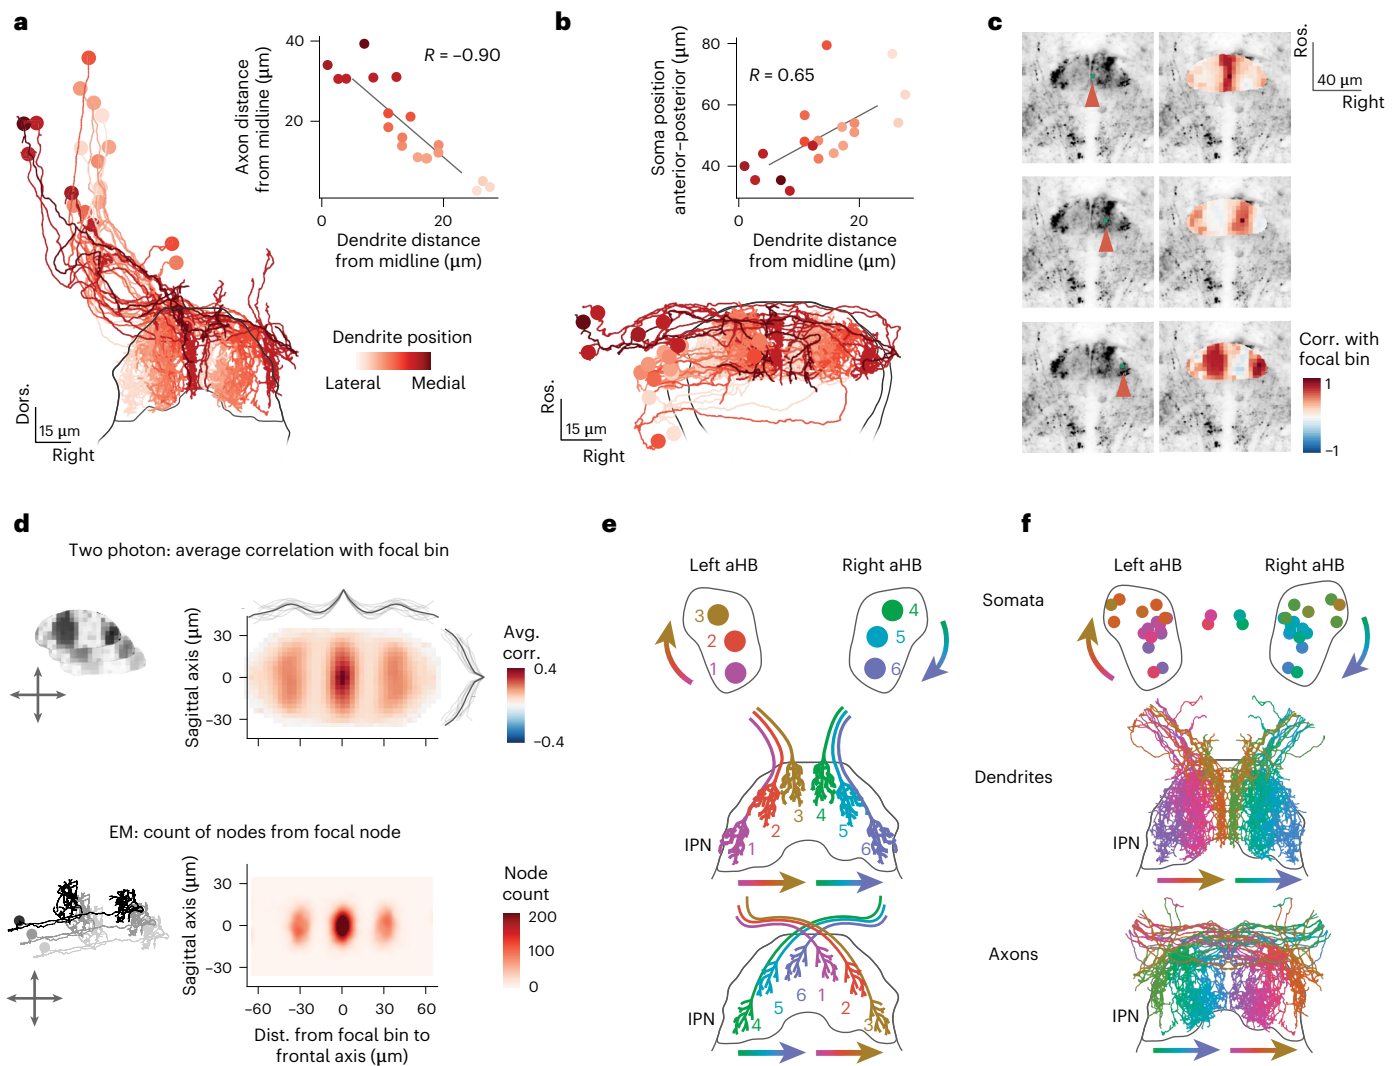 a
Axon distance
from midline (µm)
40
20
R = –0.90
0
20
Dendrite distance
from midline (µm)
Dendrite position
Lateral
Medial
Dors.
15 µm
Right
b
Soma position
anterior–posterior (µm)
80
60
40
R = 0.65
0
20
Dendrite distance
from midline (µm)
Ros.
15 µm
Right
c
Ros.
40 µm
Right
Corr. with
focal bin
1
–1
d
Two photon: average correlation with focal bin
Sagittal axis (µm)
30
0
–30
Avg.
corr.
0.4
–0.4
EM: count of nodes from focal node
Sagittal axis (µm)
30
0
–30
Node
count
200
100
0
–60
–30
0
30
60
Dist. from focal bin to
frontal axis (µm)
e
Left aHB
Right aHB
3
2
1
4
5
6
IPN
1
2
3
4
5
6
IPN
4
5
6
1
2
3
f
Left aHB
Right aHB
Somata
Dendrites
IPN
Axons
IPN